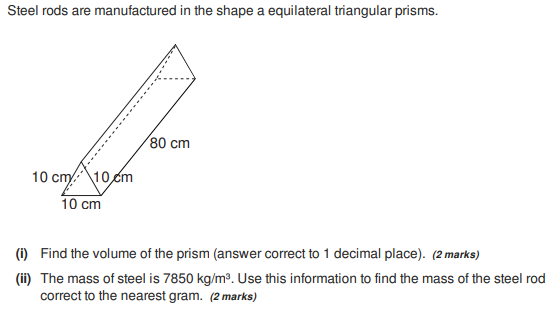 Steel rods are manufactured in the shape a equilateral triangular prisms.
80 cm
10 cm 10 cm
10 cm
(i) Find the volume of the prism (answer correct to 1 decimal place). (2 marks)
(ii) The mass of steel is 7850 kg/m³. Use this information to find the mass of the steel rod
correct to the nearest gram. (2 marks)